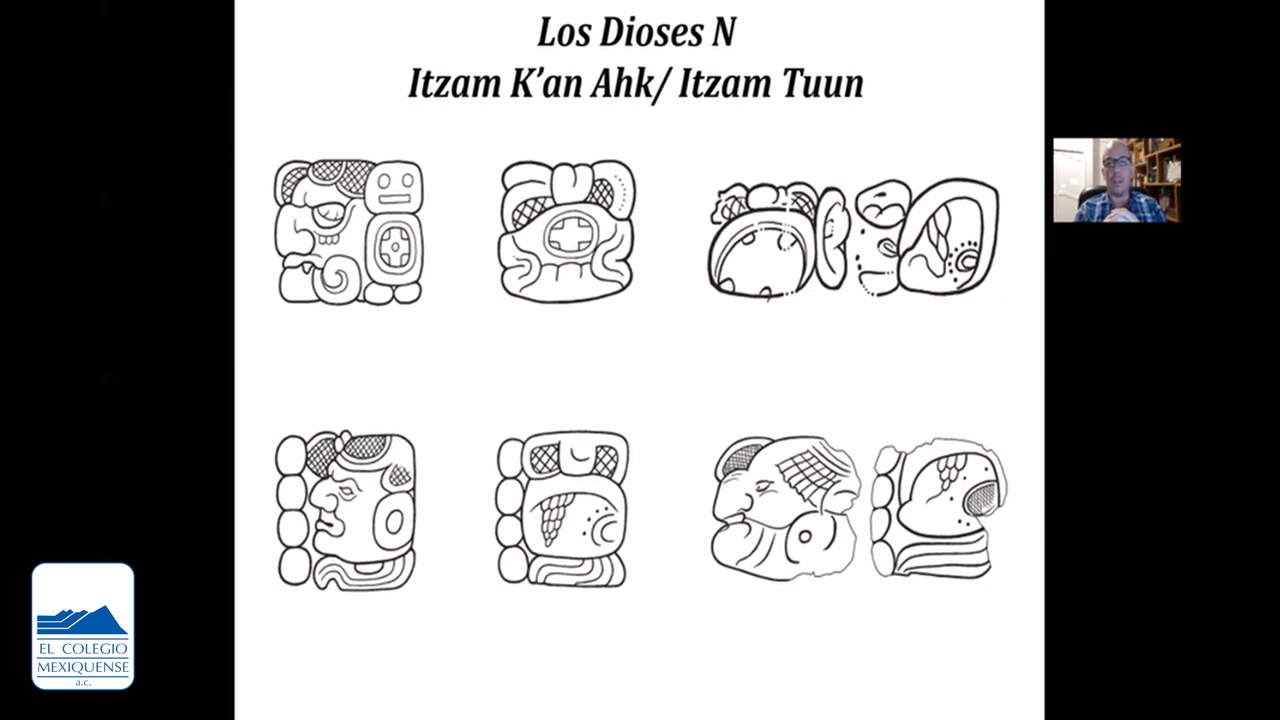 Los Dioses N
Itzam K'an Ahk/ Itzam Tuun
EL COLEGIO
MEXIQUENSE
a.c.